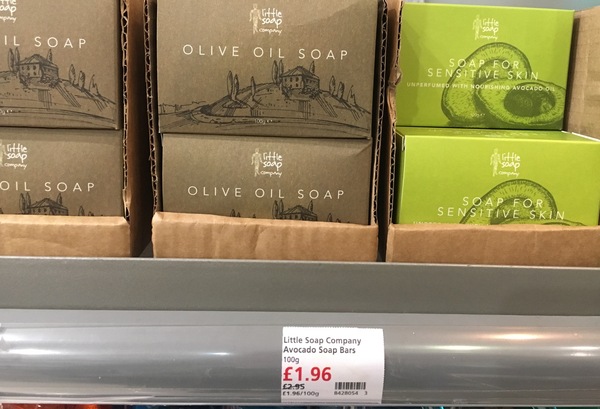 little
soap
company
L SOAP
little
soap
company
OLIVE OIL SOAP
100g
little
soap
company
SOAP FOR
SENSITIVE SKIN
UNPERFUMED WITH NOURISHING AVOCADO OIL
little
soap
company
OIL SOAP
little
soap
company
OLIVE OIL SOAP
little
soap
company
SOAP FOR
SENSITIVE SKIN
Little Soap Company
Avocado Soap Bars
100g
£1.96
£2.95
£1.96/100g
8428054 3